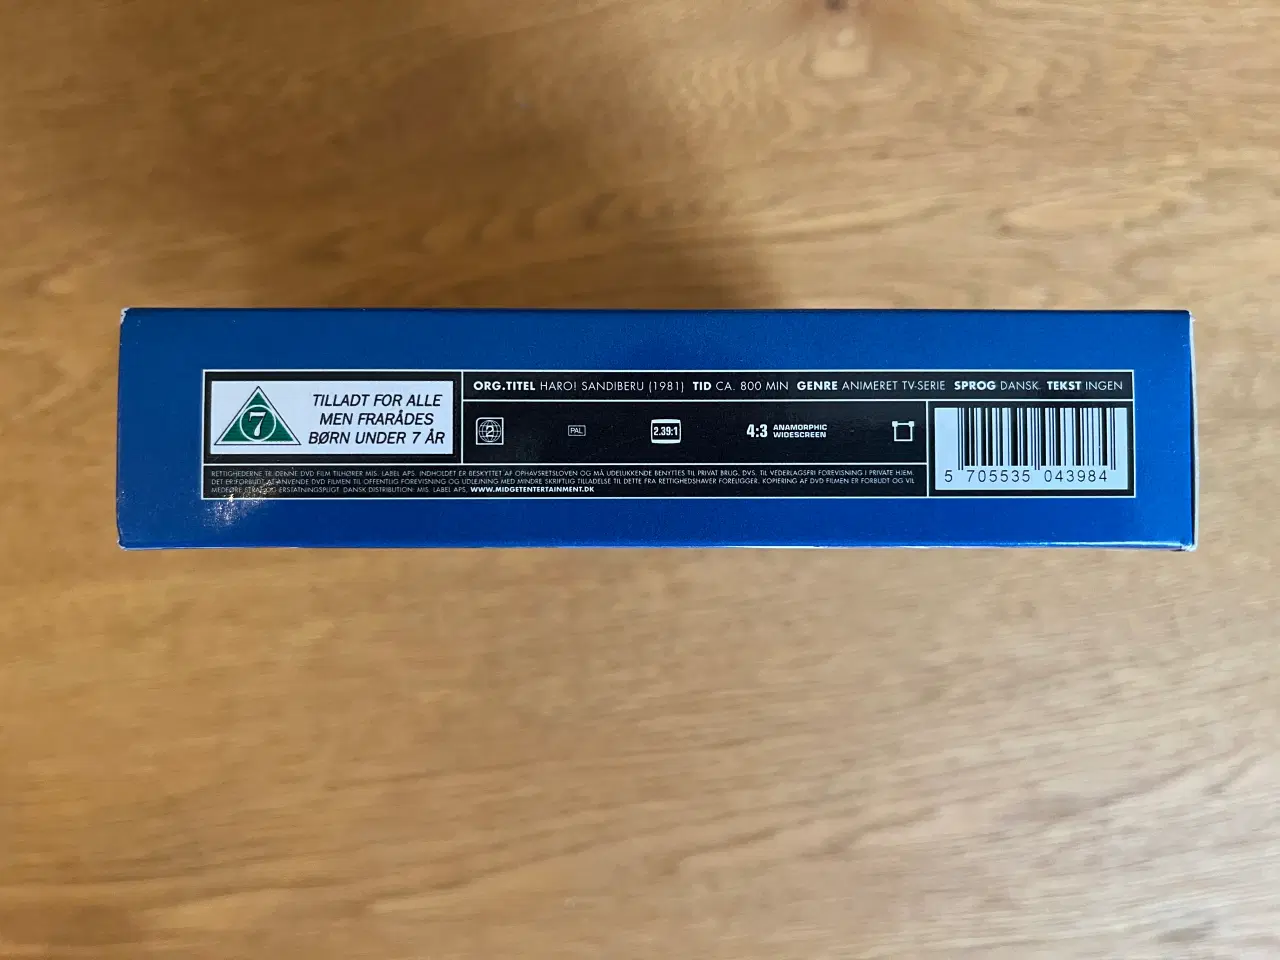 7
TILLADT FOR ALLE
MEN FRARÅDES
BØRN UNDER 7 ÅR
ORG.TITEL HARO! SANDIBERU (1981) TID CA. 800 MIN GENRE ANIMERET TV-SERIE SPROG DANSK. TEKST INGEN
2
PAL
2.39:1
4:3 ANAMORPHIC
WIDESCREEN
RETTIGHEDERNE TIL DENNE DVD FILM TILHØRER MIS. LABEL APS. INDHOLDET ER BESKYTTET AF OPHAVSRETSLOVEN OG MÅ UDELUKKENDE BENYTTES TIL PRIVAT BRUG, DVS. TIL VEDERLAGSFRI FOREVISNING I PRIVATE HJEM.
DET ER FORBUDT AT ANVENDE DVD FILMEN TIL OFFENTLIG FOREVISNING OG UDLEJNING MED MINDRE SKRIFTLIG TILLADELSE TIL DETTE FRA RETTIGHEDSHAVER FORELIGGER. KOPIERING AF DVD FILMEN ER FORBUDT OG VIL
MEDFØRE STRAF OG ERSTATNINGSPLIGT. DANSK DISTRIBUTION: MIS. LABEL APS, WWW.MIDGETENTERTAINMENT.DK
5 705535 043984